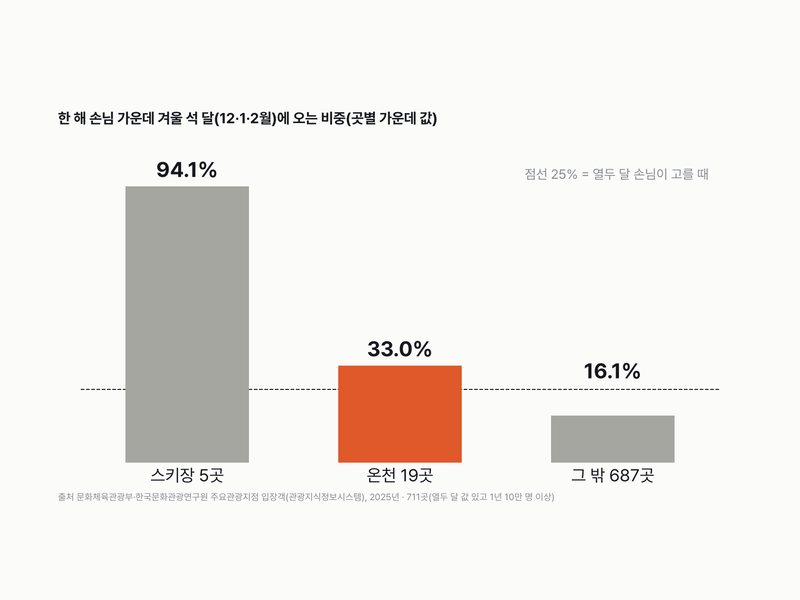 한 해 손님 가운데 겨울 석 달(12·1·2월)에 오는 비중(곳별 가운데 값)
94.1%
점선 25% = 열두 달 손님이 고를 때
33.0%
16.1%
스키장 5곳
온천 19곳
그 밖 687곳
출처 문화체육관광부·한국문화관광연구원 주요관광지점 입장객(관광지식정보시스템), 2025년 · 711곳(열두 달 값 있고 1년 10만 명 이상)